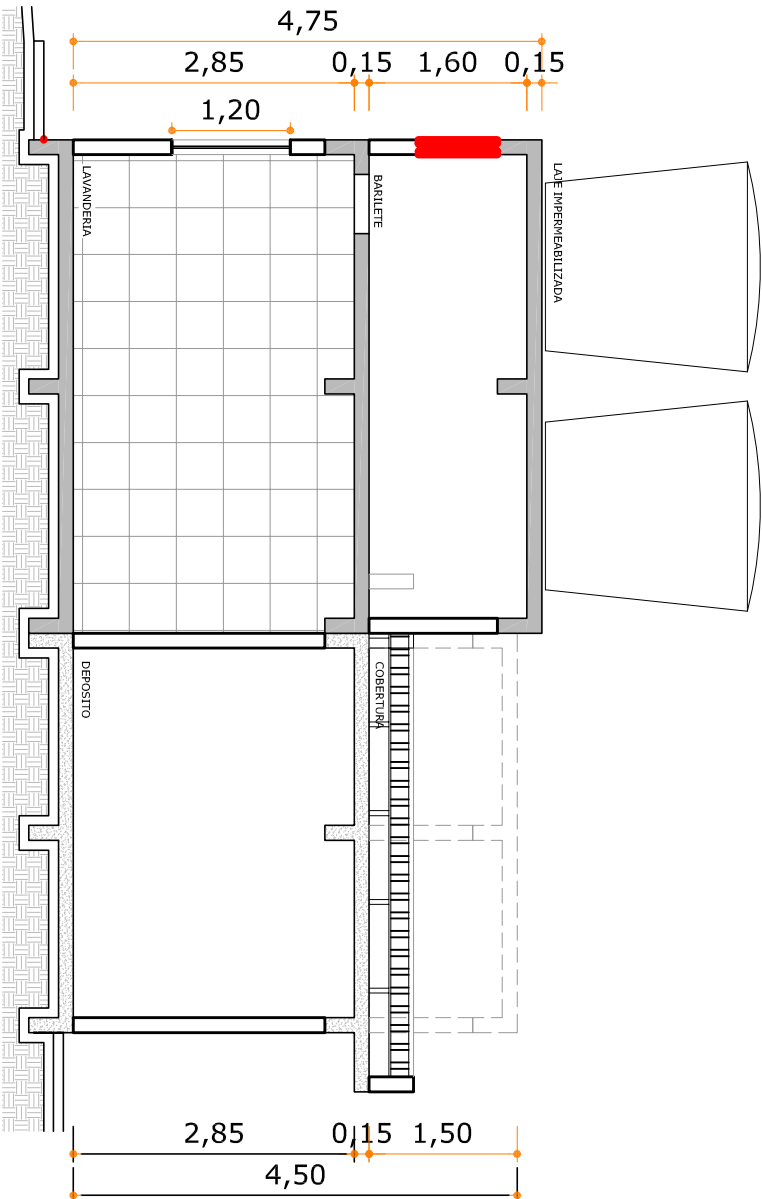 4,75
2,85 0,15 1,60 0,15
1,20
LAVANDERIA
BARILETE
LAJE IMPERMEABILIZADA
DEPOSITO
COBERTURA
2,85 0,15 1,50
4,50